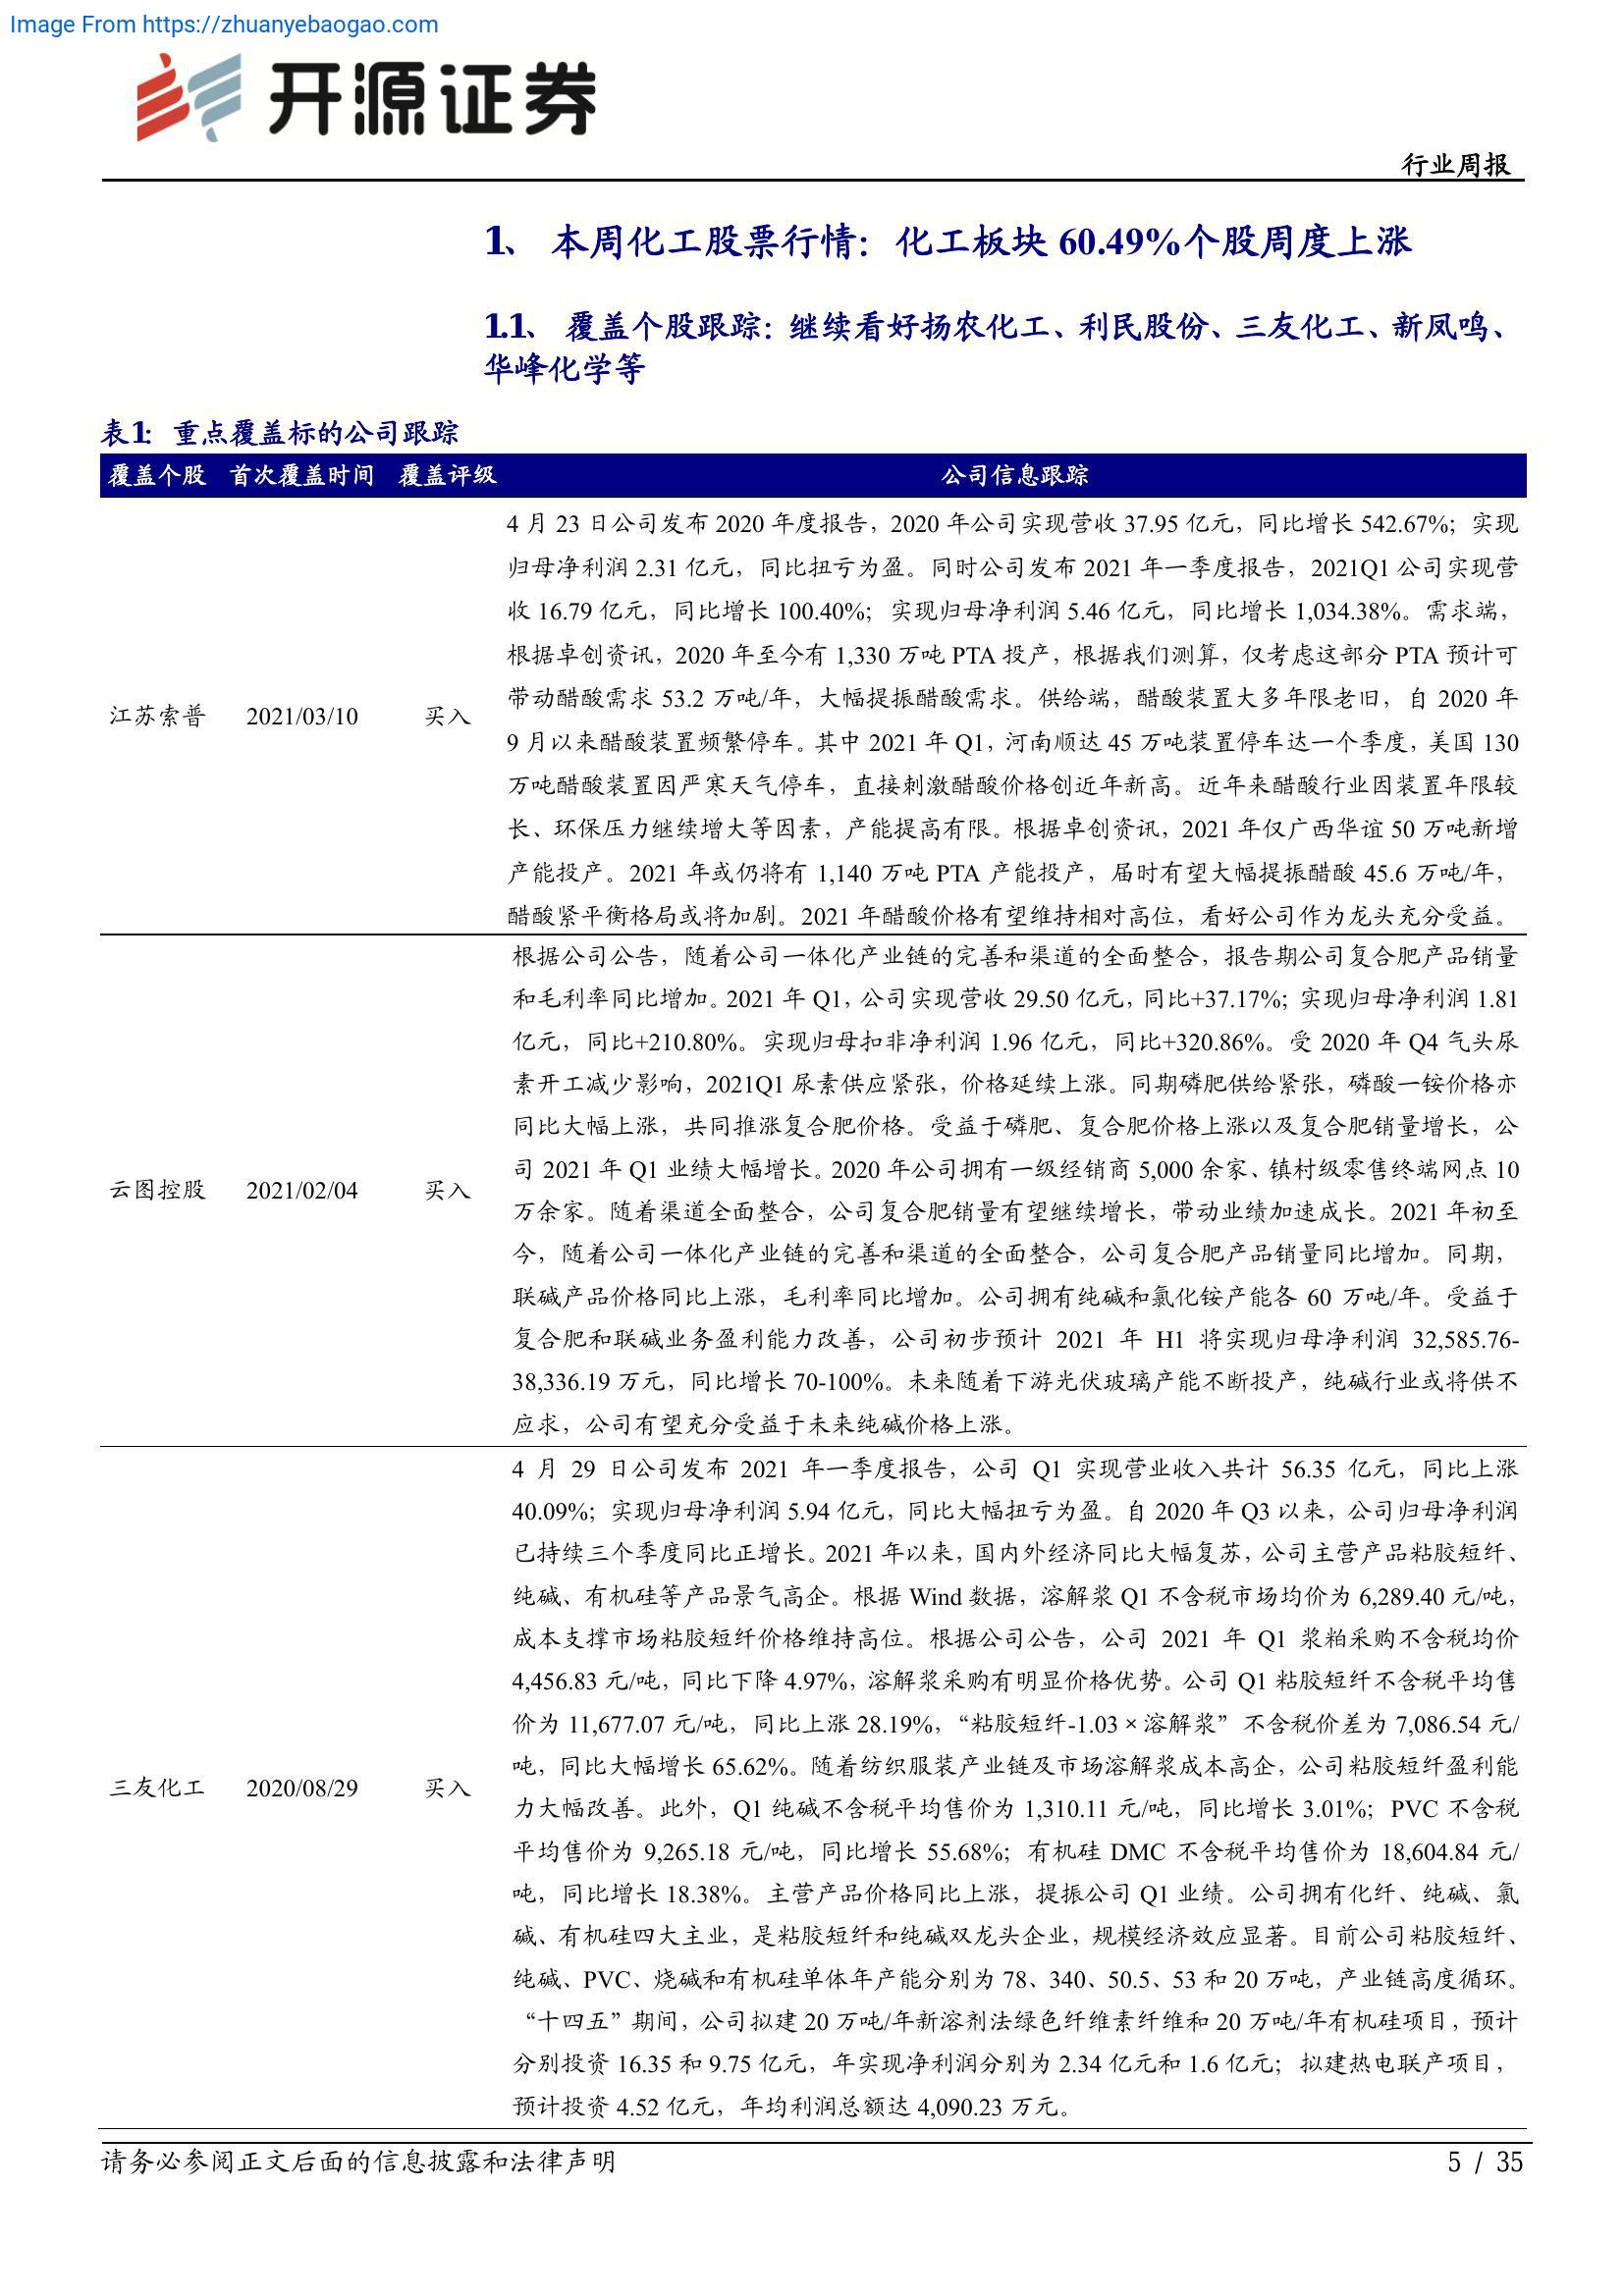 Image From https://zhuanyebaogao.com
开源证券
行业周报
1、 本周化工股票行情：化工板块 60.49%个股周度上涨
1.1、 覆盖个股跟踪：继续看好扬农化工、利民股份、三友化工、新凤鸣、
华峰化学等
表1：重点覆盖标的公司跟踪
覆盖个股 首次覆盖时间 覆盖评级 公司信息跟踪
4 月 23 日公司发布 2020 年度报告，2020 年公司实现营收 37.95 亿元，同比增长 542.67%；实现
归母净利润 2.31 亿元，同比扭亏为盈。同时公司发布 2021 年一季度报告，2021Q1 公司实现营
收 16.79 亿元，同比增长 100.40%；实现归母净利润 5.46 亿元，同比增长 1,034.38%。需求端，
根据卓创资讯，2020 年至今有 1,330 万吨 PTA 投产，根据我们测算，仅考虑这部分 PTA 预计可
带动醋酸需求 53.2 万吨/年，大幅提振醋酸需求。供给端，醋酸装置大多年限老旧，自 2020 年
江苏索普 2021/03/10 买入
9 月以来醋酸装置频繁停车。其中 2021 年 Q1，河南顺达 45 万吨装置停车达一个季度，美国 130
万吨醋酸装置因严寒天气停车，直接刺激醋酸价格创近年新高。近年来醋酸行业因装置年限较
长、环保压力继续增大等因素，产能提高有限。根据卓创资讯，2021 年仅广西华谊 50 万吨新增
产能投产。2021 年或仍将有 1,140 万吨 PTA 产能投产，届时有望大幅提振醋酸 45.6 万吨/年，
醋酸紧平衡格局或将加剧。2021 年醋酸价格有望维持相对高位，看好公司作为龙头充分受益。
根据公司公告，随着公司一体化产业链的完善和渠道的全面整合，报告期公司复合肥产品销量
和毛利率同比增加。2021 年 Q1，公司实现营收 29.50 亿元，同比+37.17%；实现归母净利润 1.81
亿元，同比+210.80%。实现归母扣非净利润 1.96 亿元，同比+320.86%。受 2020 年 Q4 气头尿
素开工减少影响，2021Q1 尿素供应紧张，价格延续上涨。同期磷肥供给紧张，磷酸一铵价格亦
同比大幅上涨，共同推涨复合肥价格。受益于磷肥、复合肥价格上涨以及复合肥销量增长，公
司 2021 年 Q1 业绩大幅增长。2020 年公司拥有一级经销商 5,000 余家、镇村级零售终端网点 10
云图控股 2021/02/04 买入
万余家。随着渠道全面整合，公司复合肥销量有望继续增长，带动业绩加速成长。2021 年初至
今，随着公司一体化产业链的完善和渠道的全面整合，公司复合肥产品销量同比增加。同期，
联碱产品价格同比上涨，毛利率同比增加。公司拥有纯碱和氯化铵产能各 60 万吨/年。受益于
复合肥和联碱业务盈利能力改善，公司初步预计 2021 年 H1 将实现归母净利润 32,585.76-
38,336.19 万元，同比增长 70-100%。未来随着下游光伏玻璃产能不断投产，纯碱行业或将供不
应求，公司有望充分受益于未来纯碱价格上涨。
4 月 29 日公司发布 2021 年一季度报告，公司 Q1 实现营业收入共计 56.35 亿元，同比上涨
40.09%；实现归母净利润 5.94 亿元，同比大幅扭亏为盈。自 2020 年 Q3 以来，公司归母净利润
已持续三个季度同比正增长。2021 年以来，国内外经济同比大幅复苏，公司主营产品粘胶短纤、
纯碱、有机硅等产品景气高企。根据 Wind 数据，溶解浆 Q1 不含税市场均价为 6,289.40 元/吨，
成本支撑市场粘胶短纤价格维持高位。根据公司公告，公司 2021 年 Q1 浆粕采购不含税均价
4,456.83 元/吨，同比下降 4.97%，溶解浆采购有明显价格优势。公司 Q1 粘胶短纤不含税平均售
价为 11,677.07 元/吨，同比上涨 28.19%，“粘胶短纤-1.03×溶解浆”不含税价差为 7,086.54 元/
吨，同比大幅增长 65.62%。随着纺织服装产业链及市场溶解浆成本高企，公司粘胶短纤盈利能
三友化工 2020/08/29 买入
力大幅改善。此外，Q1 纯碱不含税平均售价为 1,310.11 元/吨，同比增长 3.01%；PVC 不含税
平均售价为 9,265.18 元/吨，同比增长 55.68%；有机硅 DMC 不含税平均售价为 18,604.84 元/
吨，同比增长 18.38%。主营产品价格同比上涨，提振公司 Q1 业绩。公司拥有化纤、纯碱、氯
碱、有机硅四大主业，是粘胶短纤和纯碱双龙头企业，规模经济效应显著。目前公司粘胶短纤、
纯碱、PVC、烧碱和有机硅单体年产能分别为 78、340、50.5、53 和 20 万吨，产业链高度循环。
“十四五”期间，公司拟建 20 万吨/年新溶剂法绿色纤维素纤维和 20 万吨/年有机硅项目，预计
分别投资 16.35 和 9.75 亿元，年实现净利润分别为 2.34 亿元和 1.6 亿元；拟建热电联产项目，
预计投资 4.52 亿元，年均利润总额达 4,090.23 万元。
请务必参阅正文后面的信息披露和法律声明
5 / 35